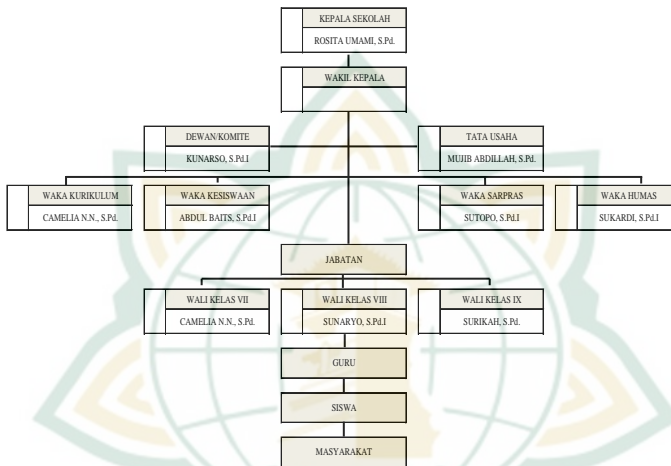 KEPALA SEKOLAH
ROSITA UMAMI, S.Pd.
WAKIL KEPALA
DEWAN/KOMITE
KUNARSO, S.Pd.I
TATA USAHA
MUJIB ABDILLAH, S.Pd.
WAKA KURIKULUM
CAMELIA N.N., S.Pd.
WAKA KESISWAAN
ABDUL BAITS, S.Pd.I
WAKA SARPRAS
SUTOPO, S.Pd.I
WAKA HUMAS
SUKARDI, S.Pd.I
JABATAN
WALI KELAS VII
CAMELIA N.N., S.Pd.
WALI KELAS VIII
SUNARYO, S.Pd.I
WALI KELAS IX
SURIKAH, S.Pd.
GURU
SISWA
MASYARAKAT